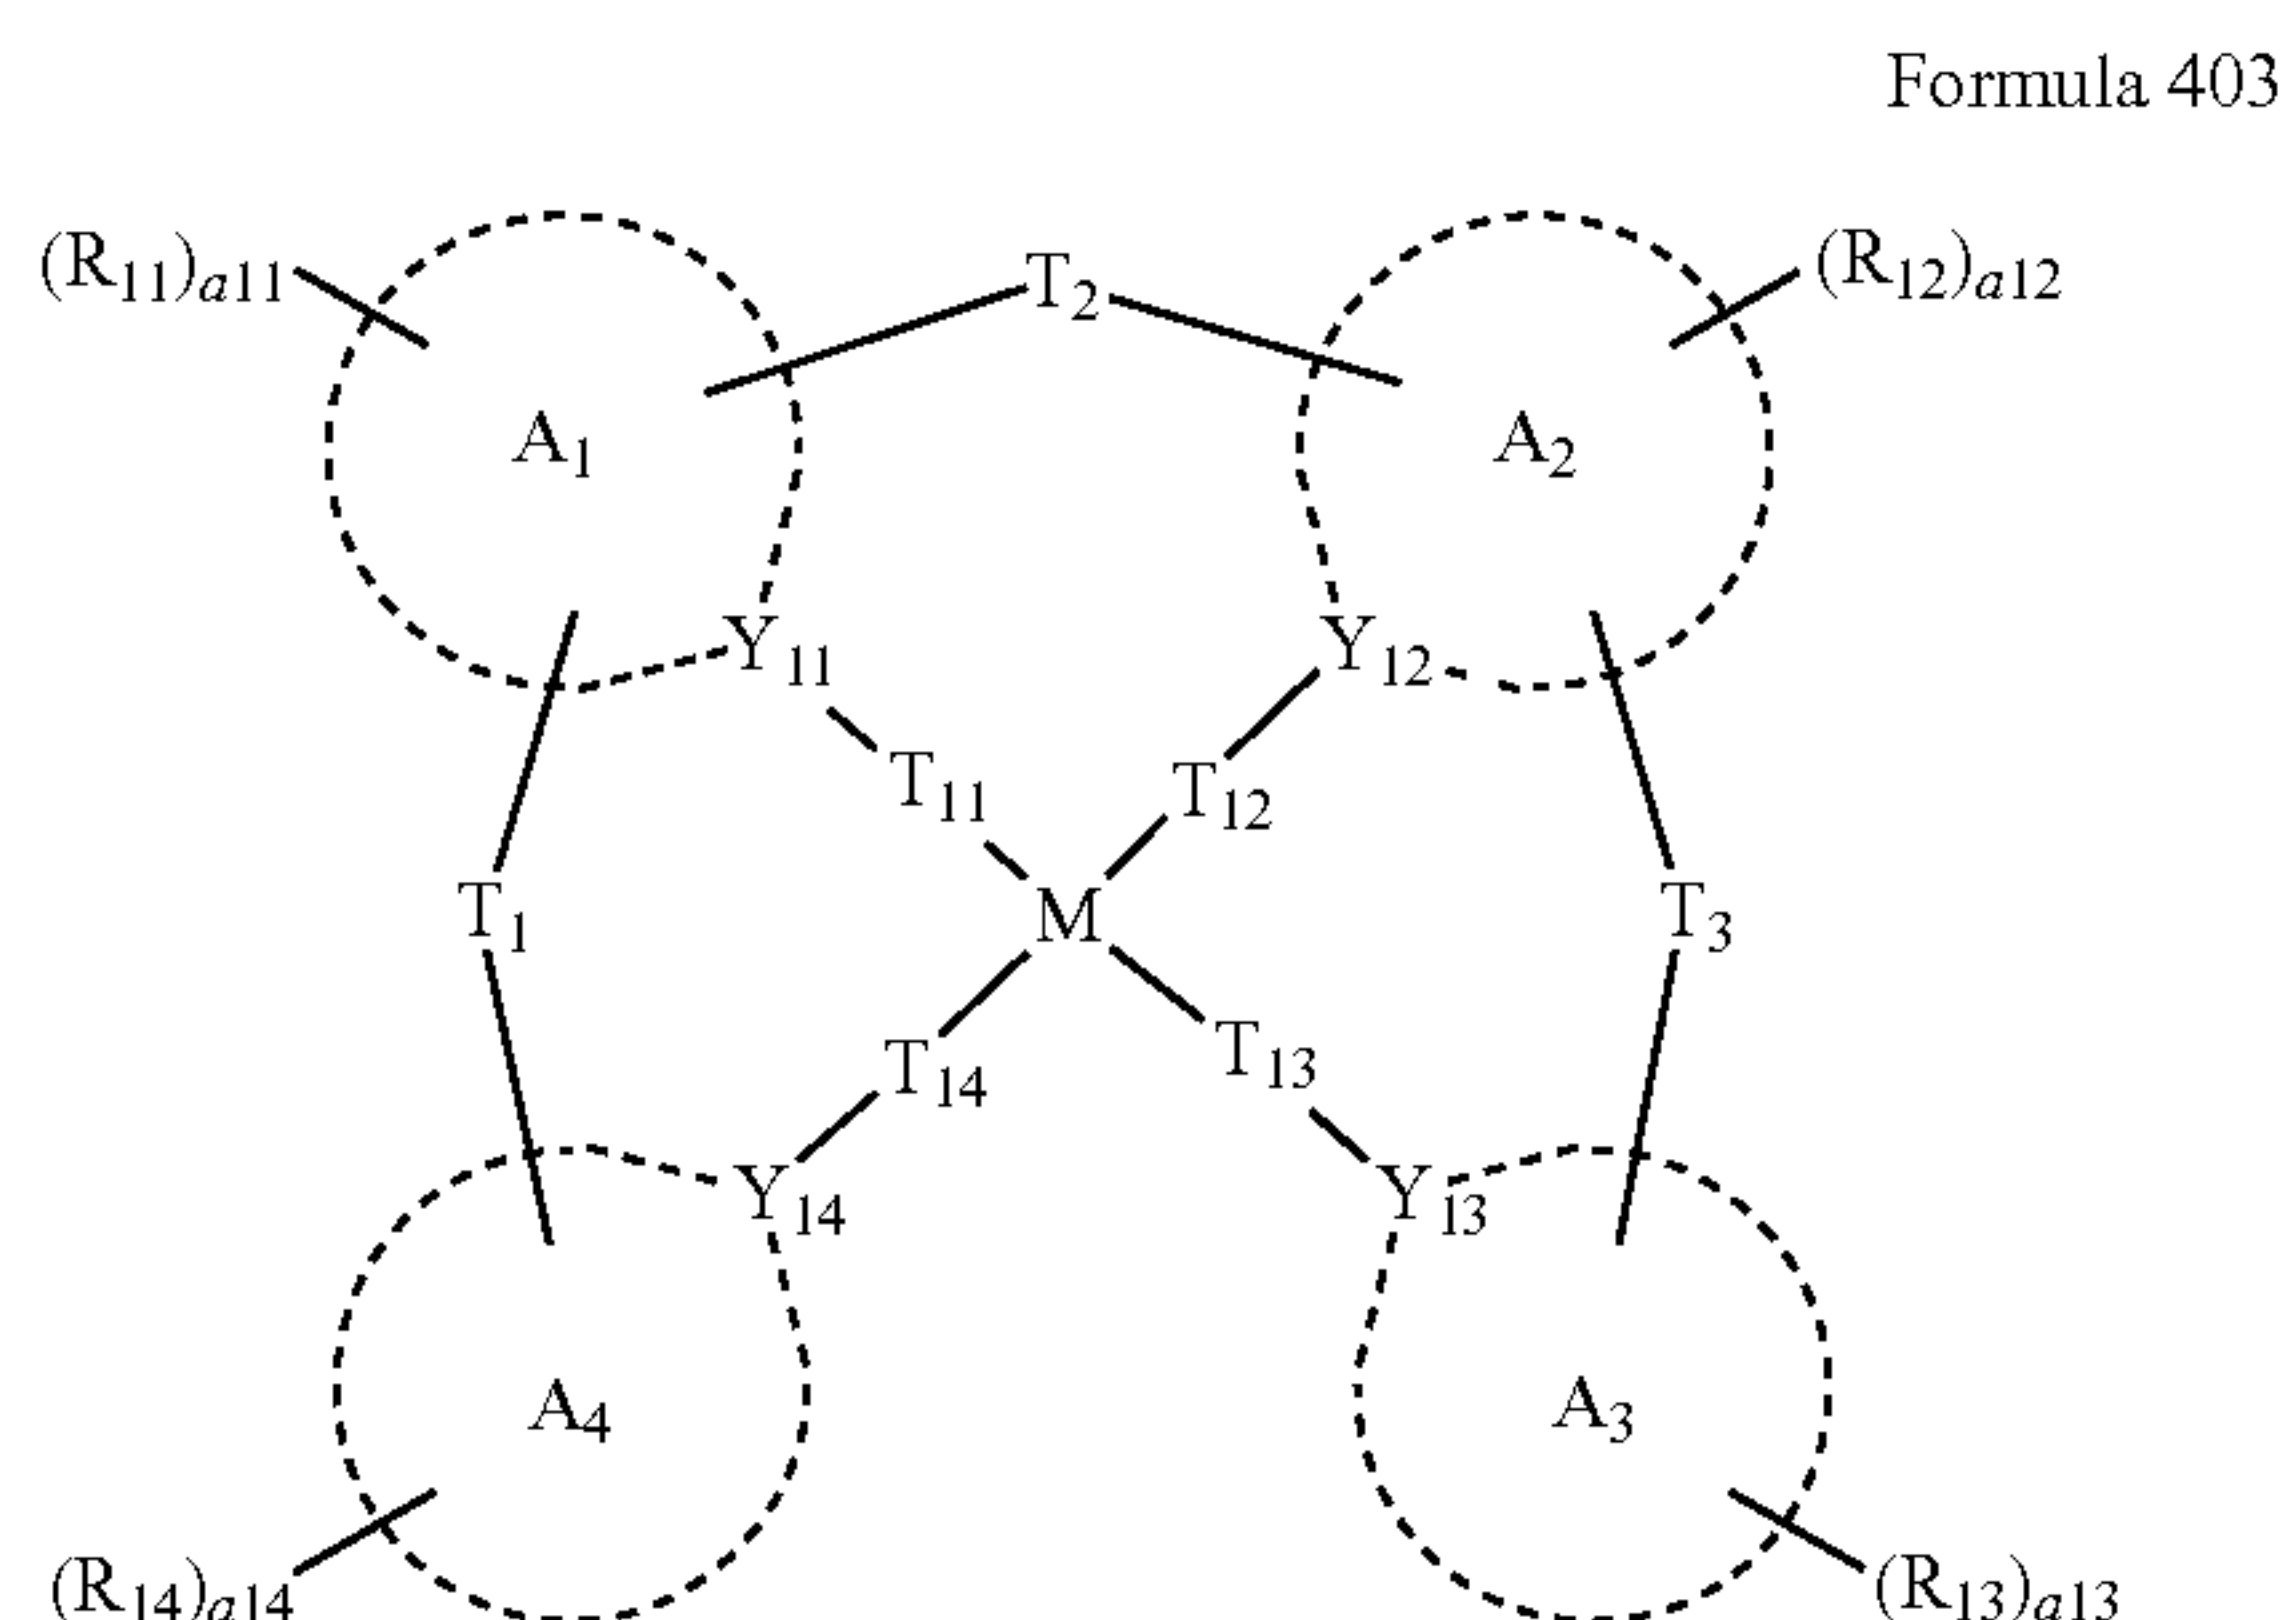 Formula 403
(R11)a11
T2
(R12)a12
A1
A2
Y11
Y12
T11
T12
T1
M
T3
T14
T13
Y14
Y13
A4
A3
(R14)a14
(R13)a13